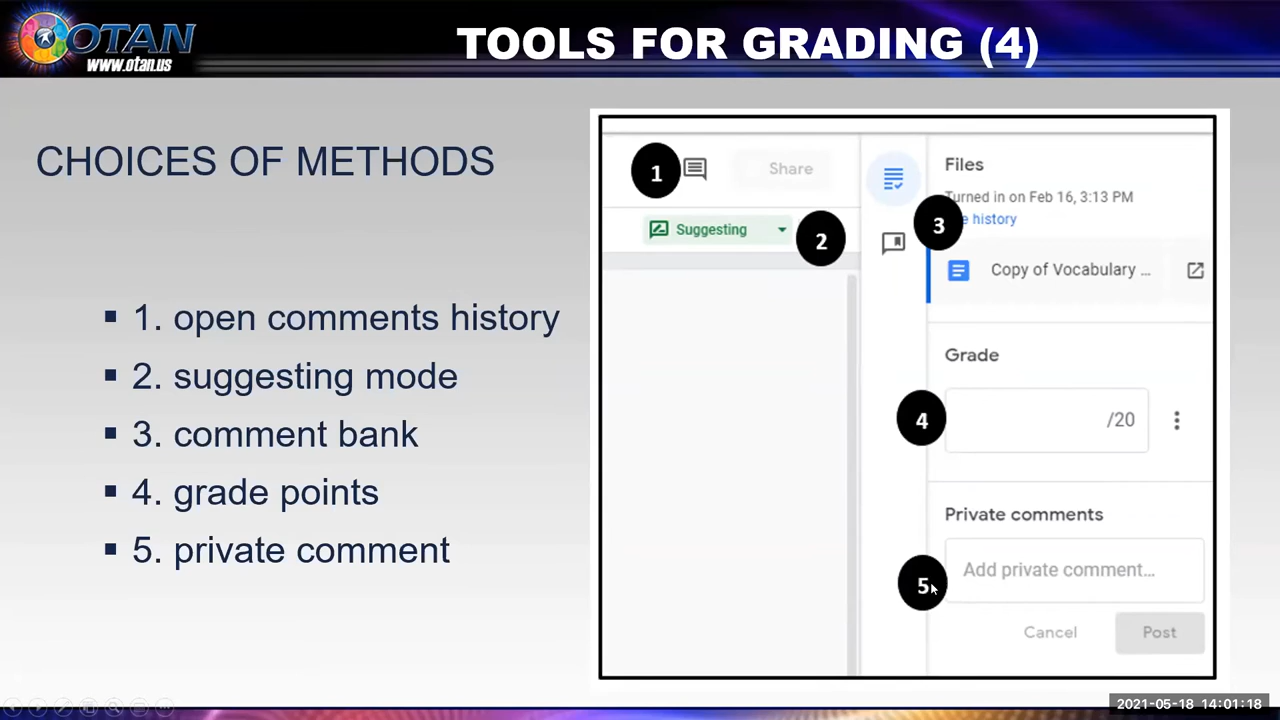 OTAN
www.otan.us
TOOLS FOR GRADING (4)
CHOICES OF METHODS
1. open comments history
2. suggesting mode
3. comment bank
4. grade points
5. private comment
1
Share
Suggesting
2
3
Files
Turned in on Feb 16, 3:13 PM
history
Copy of Vocabulary ...
Grade
4
/20
Private comments
5
Add private comment...
Cancel
Post
2021-05-18 14:01:18